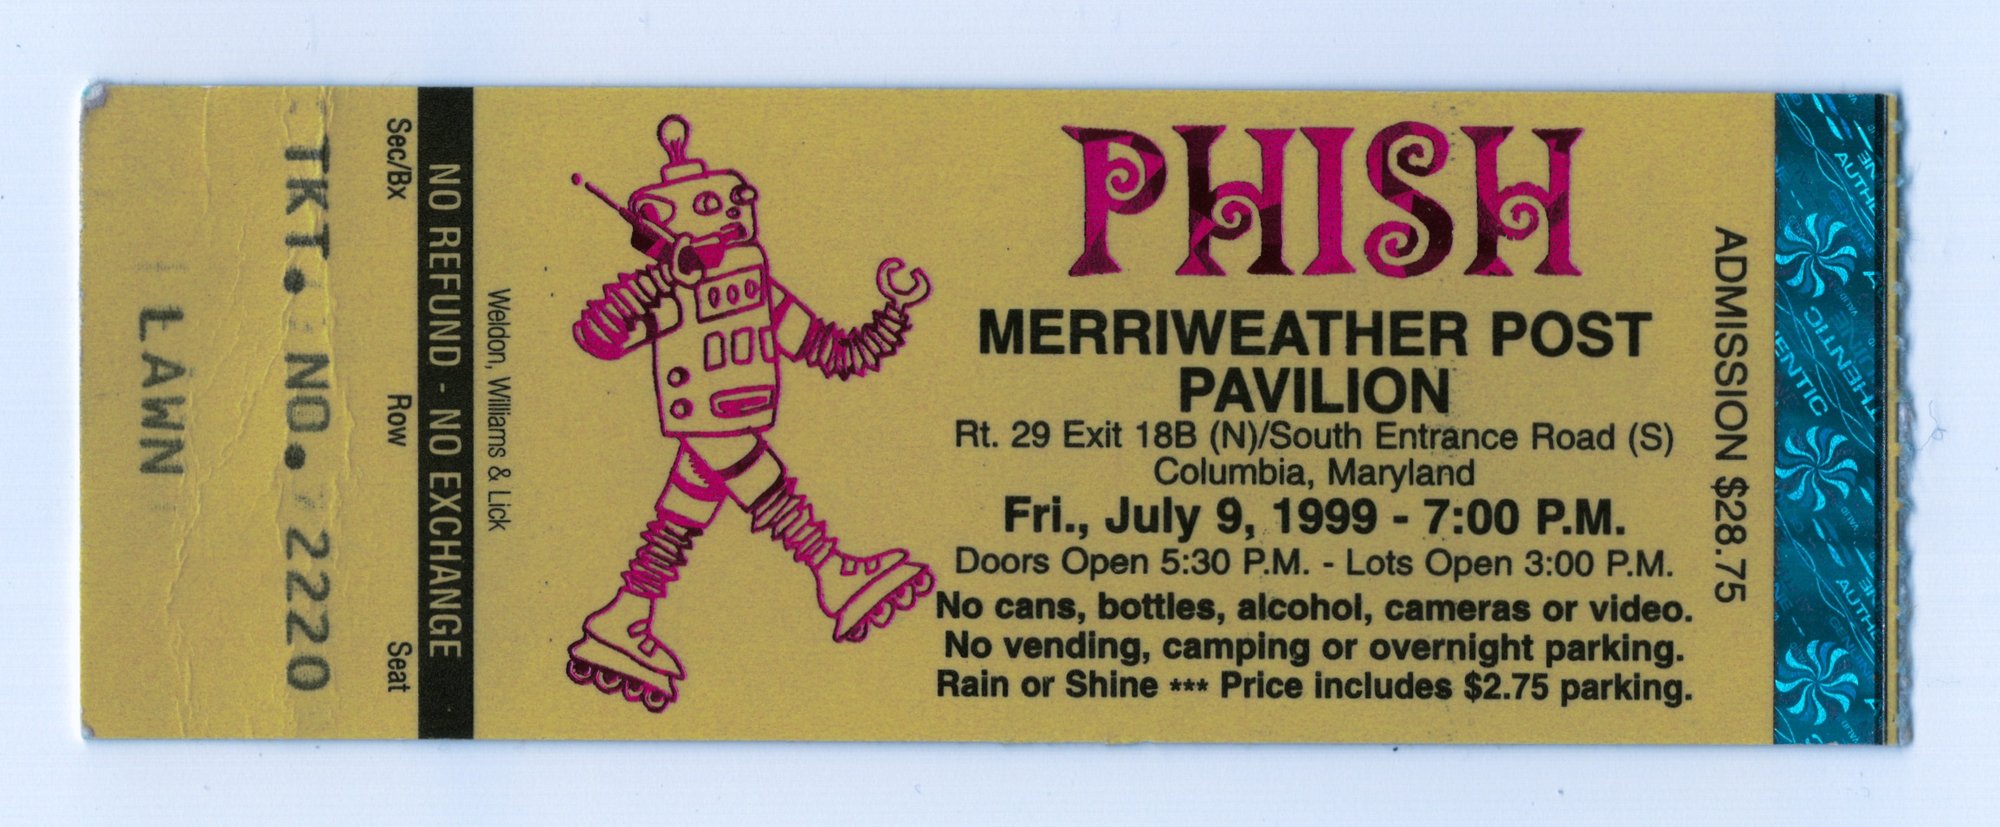 PHISH
MERRIWEATHER POST
PAVILION
Rt. 29 Exit 18B (N)/South Entrance Road (S)
Columbia, Maryland
Fri., July 9, 1999 - 7:00 P.M.
Doors Open 5:30 P.M. - Lots Open 3:00 P.M.
No cans, bottles, alcohol, cameras or video.
No vending, camping or overnight parking.
Rain or Shine *** Price includes $2.75 parking.
ADMISSION $28.75
Weldon, Williams & Lick
NO REFUND - NO EXCHANGE
Sec/Bx Row Seat
TKT. NO. 2220
LAWN
AUTHENTIC